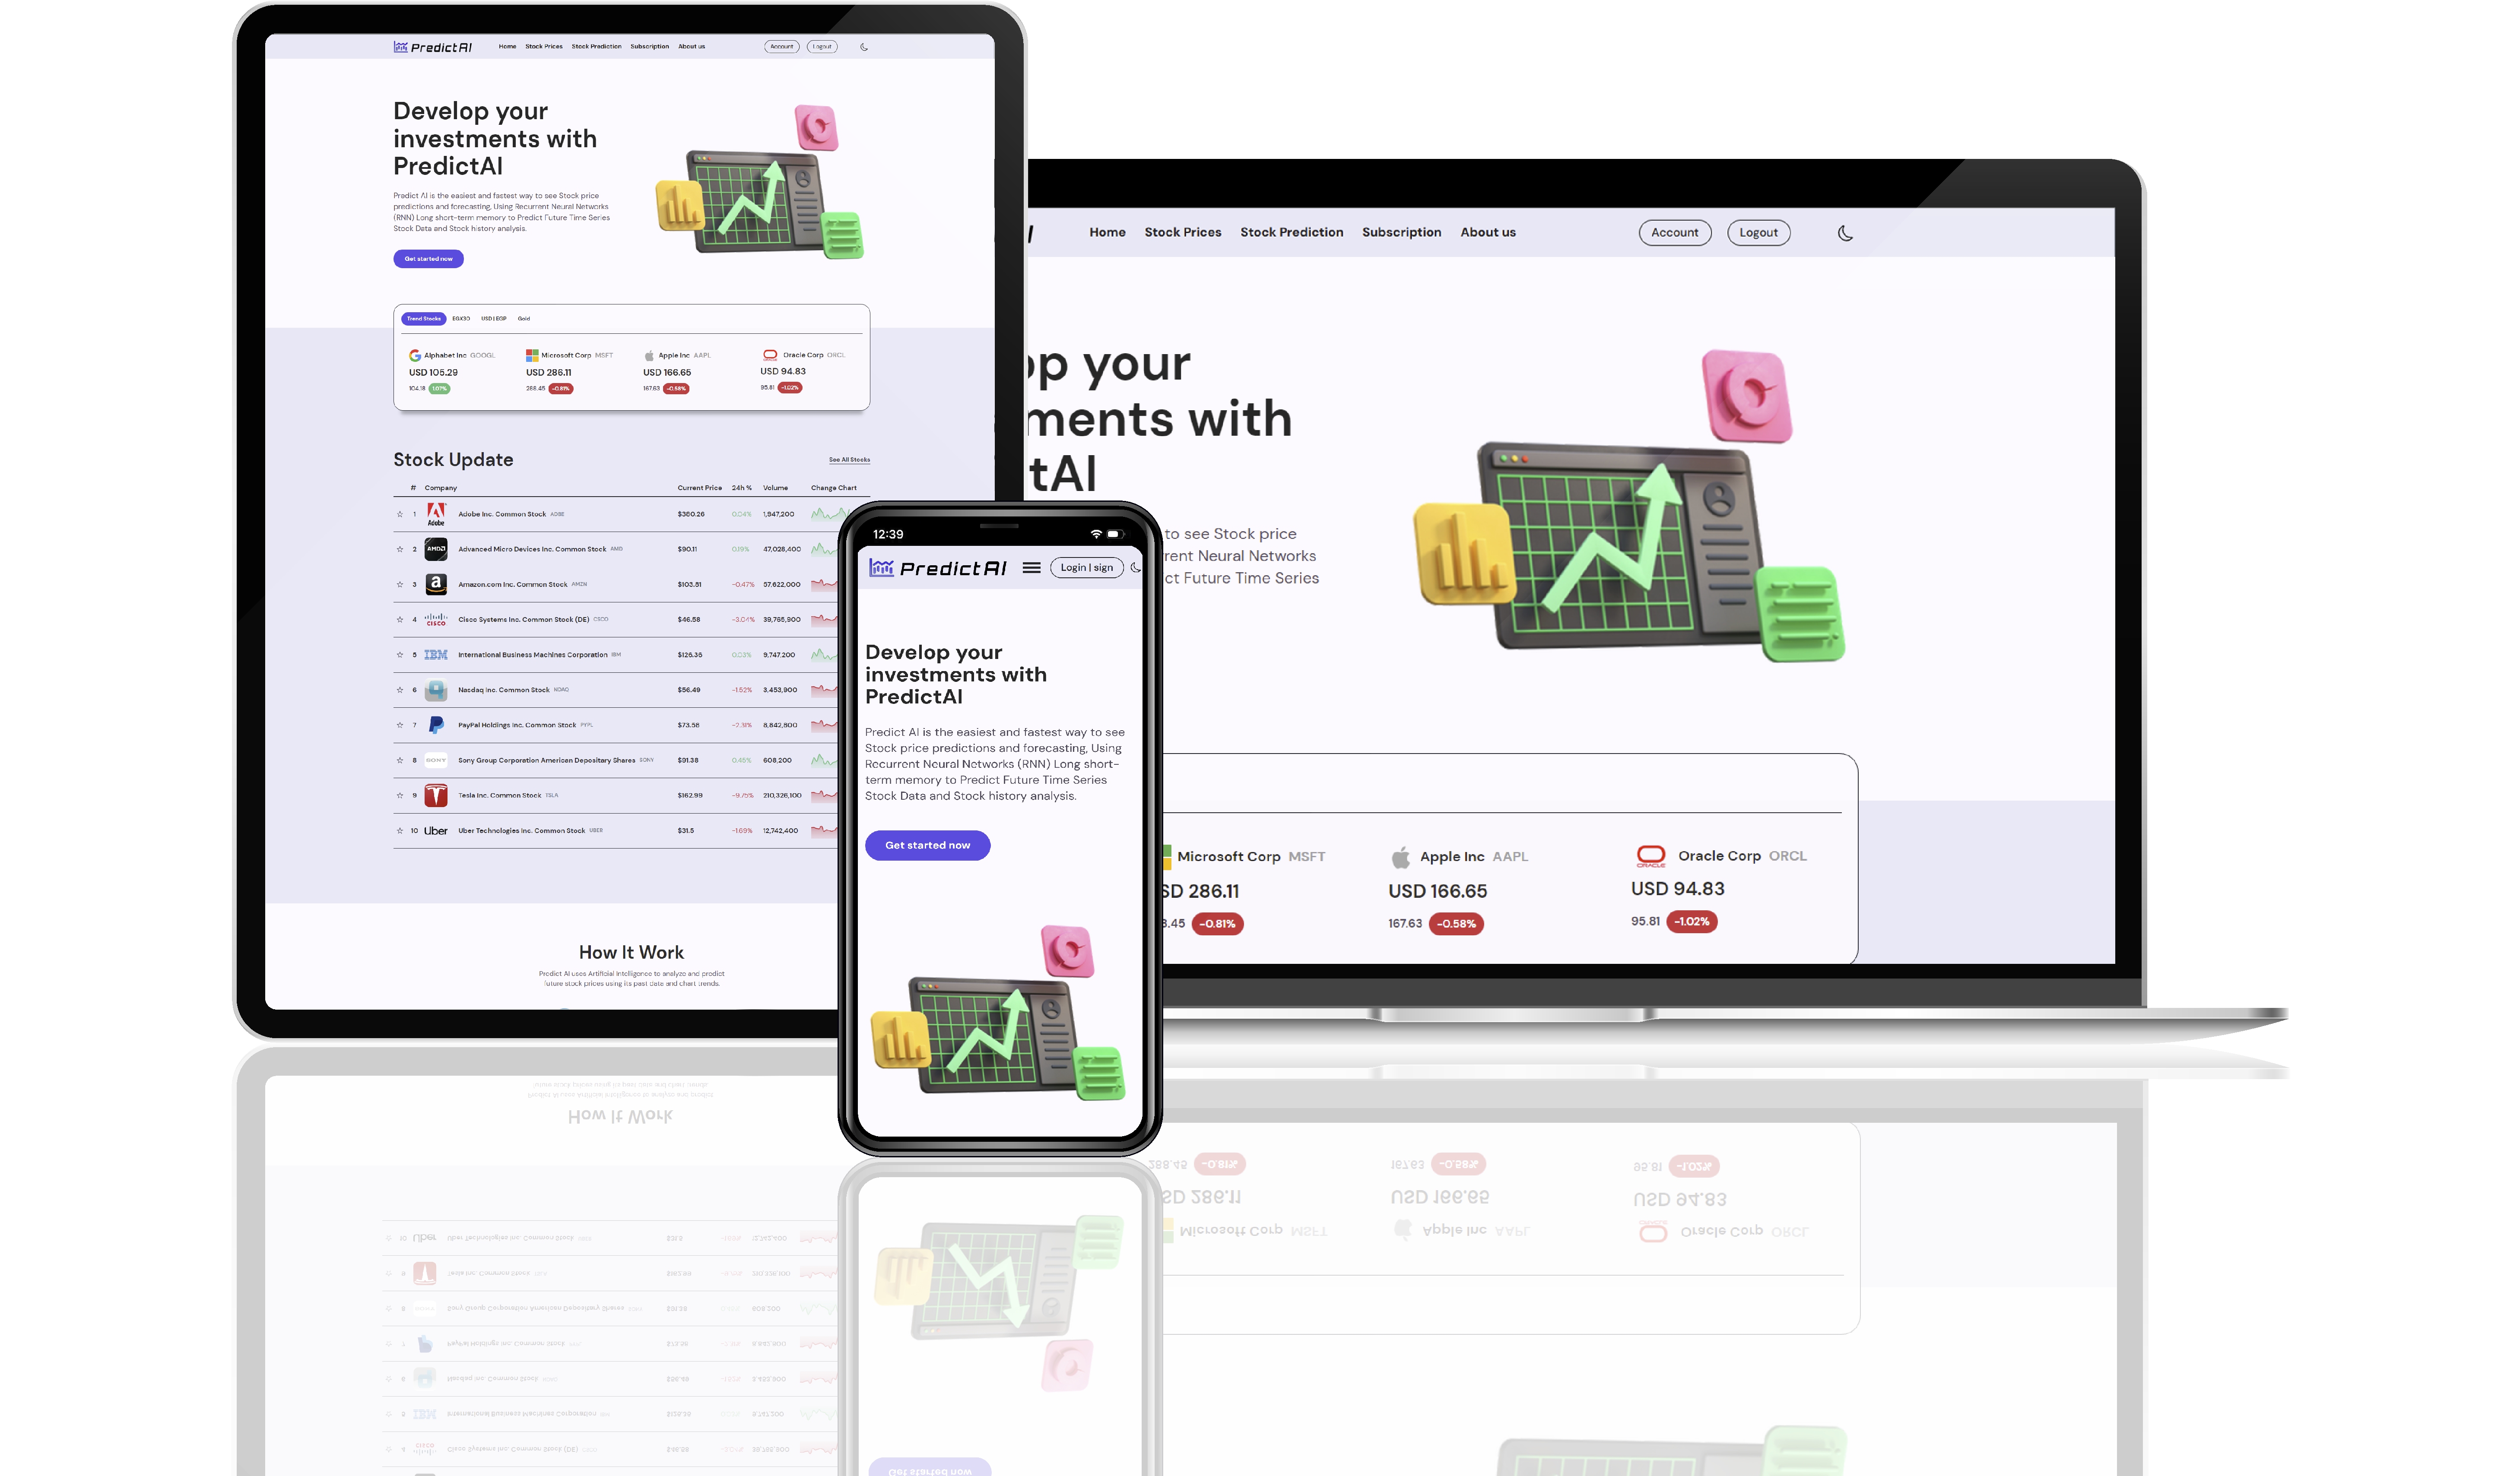 PredictAI
Home Stock Prices Stock Prediction Subscription About us Account Logout
Develop your
investments with
PredictAI
Predict AI is the easiest and fastest way to see Stock price
predictions and forecasting, Using Recurrent Neural Networks
(RNN) Long short-term memory to Predict Future Time Series
Stock Data and Stock history analysis.
Get started now
Trend Stocks EGX30 USD | EGP Gold
Alphabet Inc GOOGL Microsoft Corp MSFT Apple Inc AAPL Oracle Corp ORCL
USD 105.29 USD 286.11 USD 166.65 USD 94.83
104.18 1.07% 288.45 -0.81% 167.63 -0.58% 95.81 -1.02%
Stock Update See All Stocks
# Company Current Price 24h % Volume Change Chart
1 Adobe Adobe Inc. Common Stock ADBE $360.26 0.04% 1,947,200
2 AMD Advanced Micro Devices Inc. Common Stock AMD $90.11 0.19% 47,028,400
3 Amazon.com Inc. Common Stock AMZN $103.81 -0.47% 57,622,000
4 CISCO Cisco Systems Inc. Common Stock (DE) CSCO $46.58 -3.04% 39,765,900
5 IBM International Business Machines Corporation IBM $126.36 0.03% 9,747,200
6 Nasdaq Inc. Common Stock NDAQ $56.49 -1.52% 3,453,900
7 PayPal Holdings Inc. Common Stock PYPL $73.56 8,842,800
8 SONY Sony Group Corporation American Depositary Shares SONY $91.38 0.45% 608,200
9 Tesla Inc. Common Stock TSLA $162.99 -9.75% 210,326,100
10 Uber Uber Technologies Inc. Common Stock UBER $31.5 -1.69% 12,742,400
How It Work
Predict AI uses Artificial Intelligence to analyze and predict
future stock prices using its past data and chart trends.
12:39
PredictAI Login | sign
Develop your
investments with
PredictAI
Predict AI is the easiest and fastest way to see
Stock price predictions and forecasting, Using
Recurrent Neural Networks (RNN) Long short-
term memory to Predict Future Time Series
Stock Data and Stock history analysis.
Get started now
Home Stock Prices Stock Prediction Subscription About us Account Logout
op your
ments with
tAI
to see Stock price
rent Neural Networks
ct Future Time Series
Microsoft Corp MSFT Apple Inc AAPL ORACLE Oracle Corp ORCL
SD 286.11 USD 166.65 USD 94.83
8.45 -0.81% 167.63 -0.58% 95.81 -1.02%